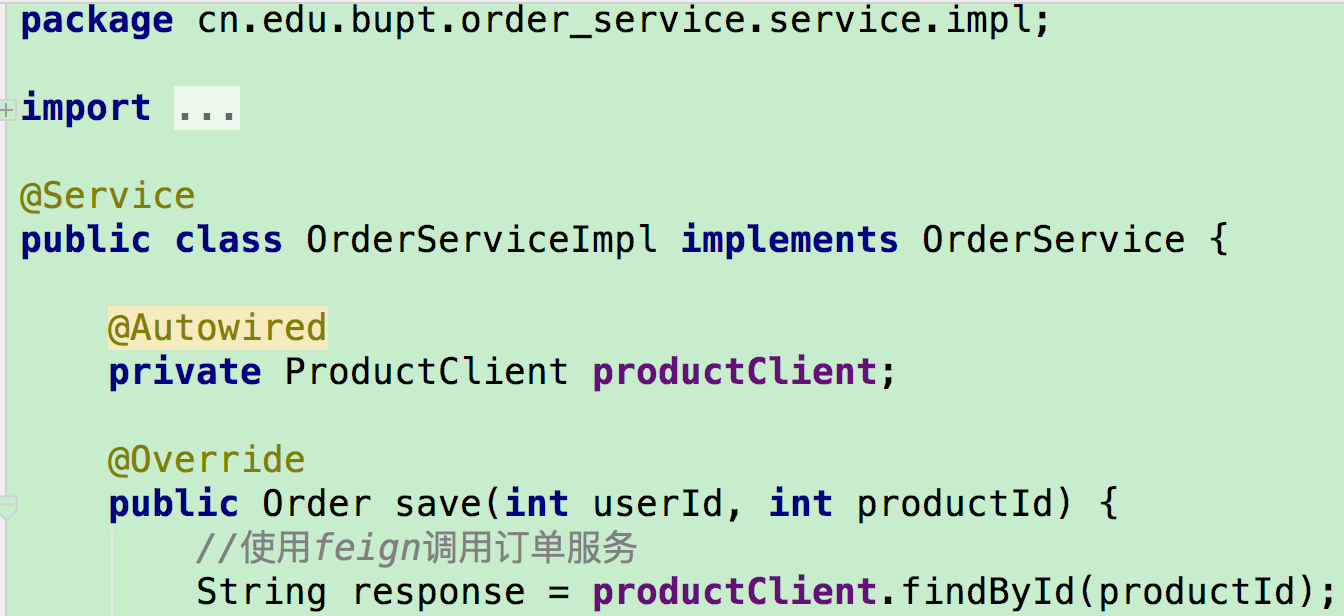 package cn.edu.bupt.order_service.service.impl;
import ...
@Service
public class OrderServiceImpl implements OrderService {
@Autowired
private ProductClient productClient;
@Override
public Order save(int userId, int productId) {
//使用feign调用订单服务
String response = productClient.findById(productId);